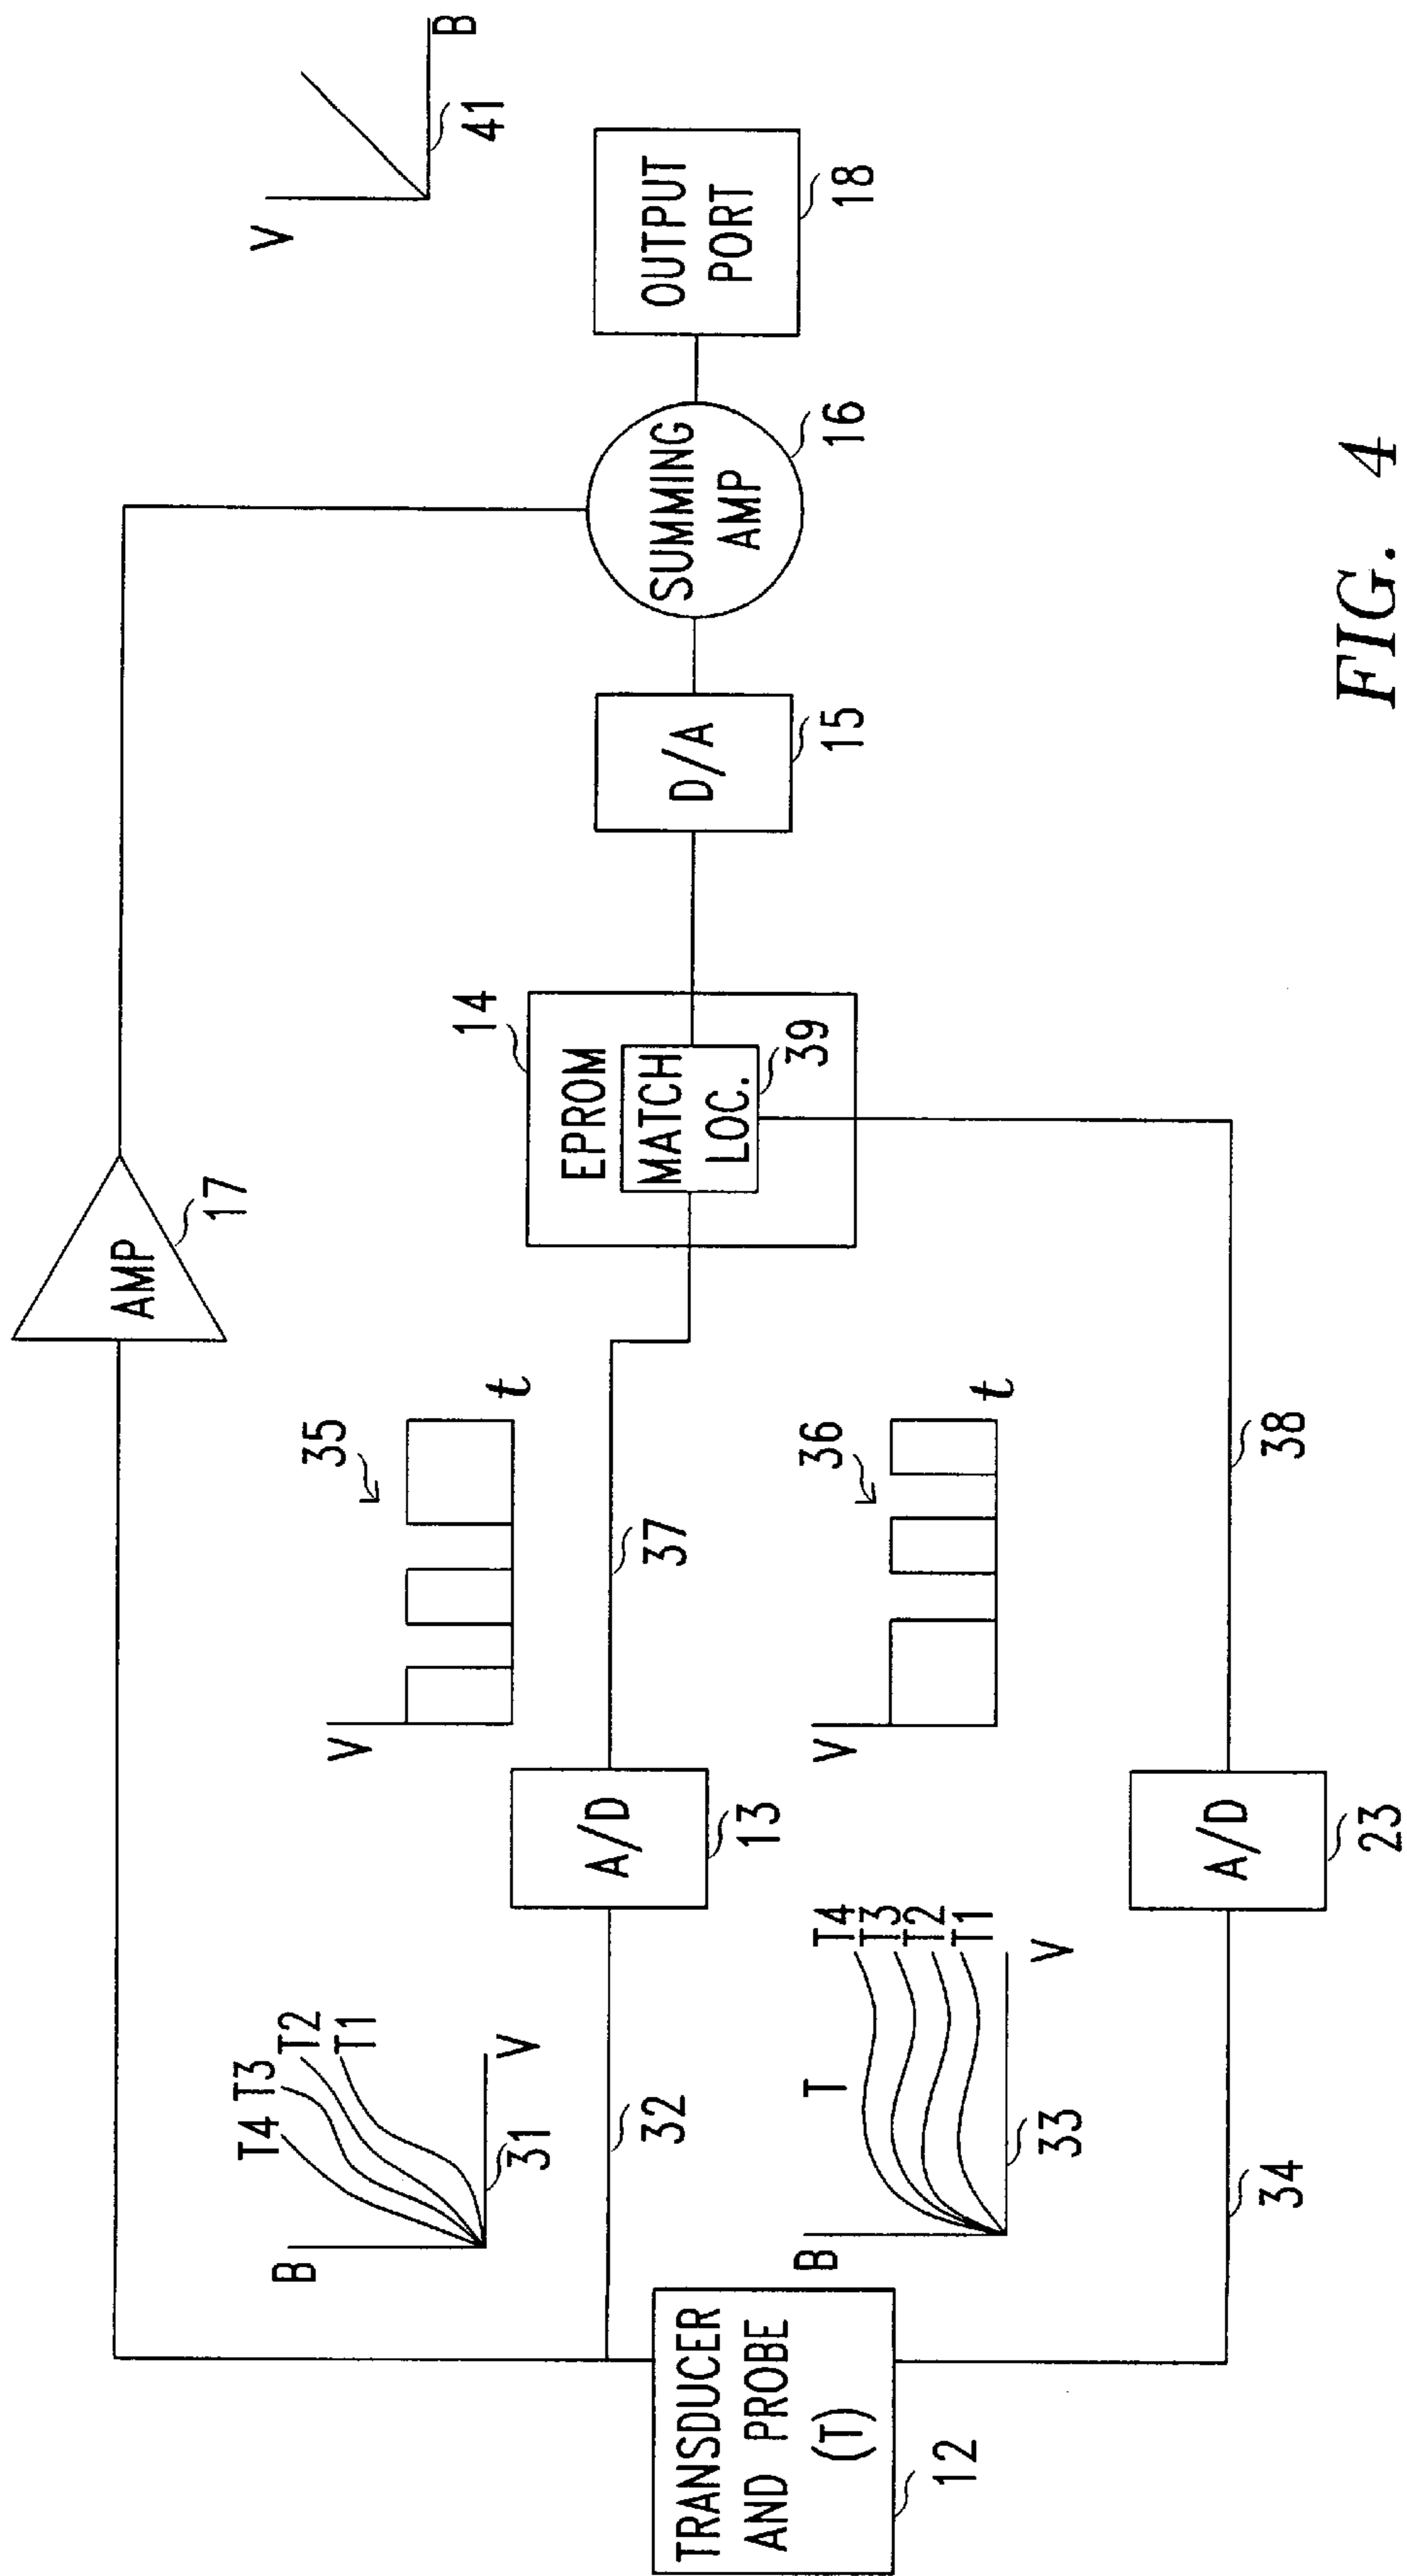 AMP
17
V
B
41
T4
T3
T2
T1
B
V
31
V
35
t
32
A/D
13
37
EPROM
14
MATCH
LOC.
39
D/A
15
SUMMING
AMP
16
OUTPUT
PORT
18
TRANSDUCER
AND PROBE
(T)
12
B
T
T4
T3
T2
T1
V
33
V
36
t
34
A/D
23
38
FIG. 4